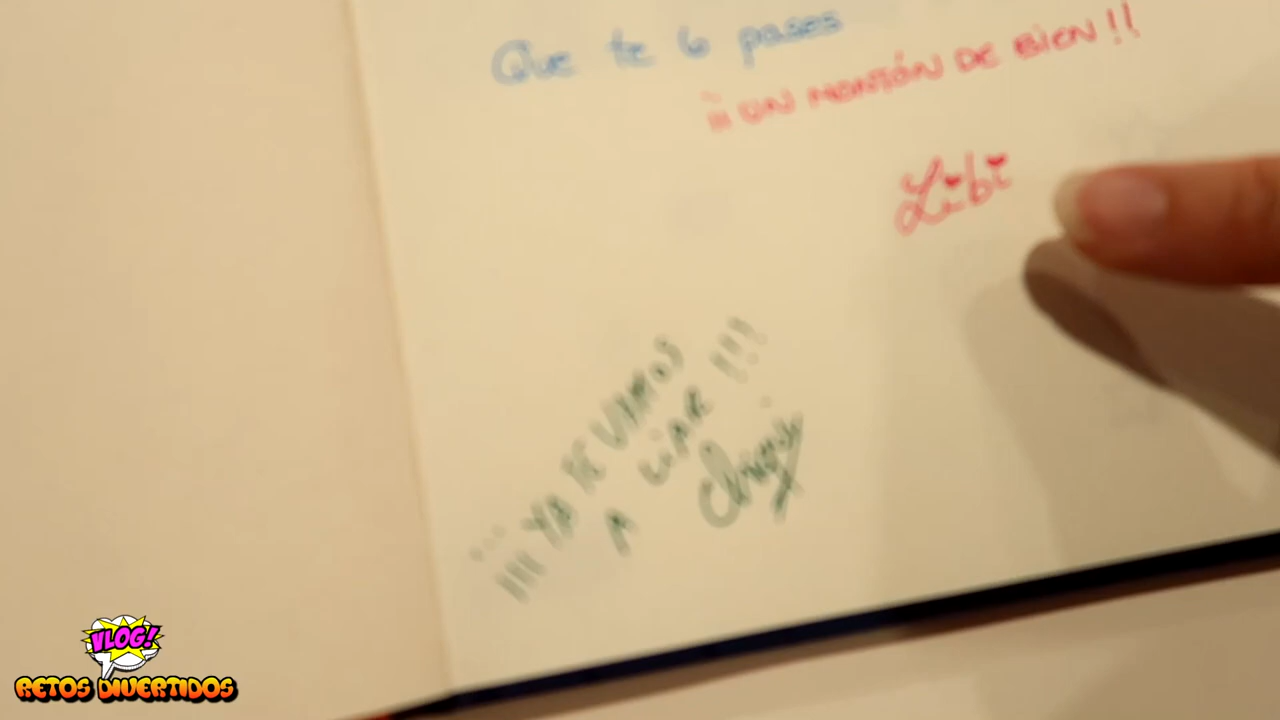 Que te lo pases
¡¡ UN MONTÓN DE BIEN!!
Libi
¡¡¡ YA TE VIMOS
A LIAR !!!
VLOG!
RETOS DIVERTIDOS